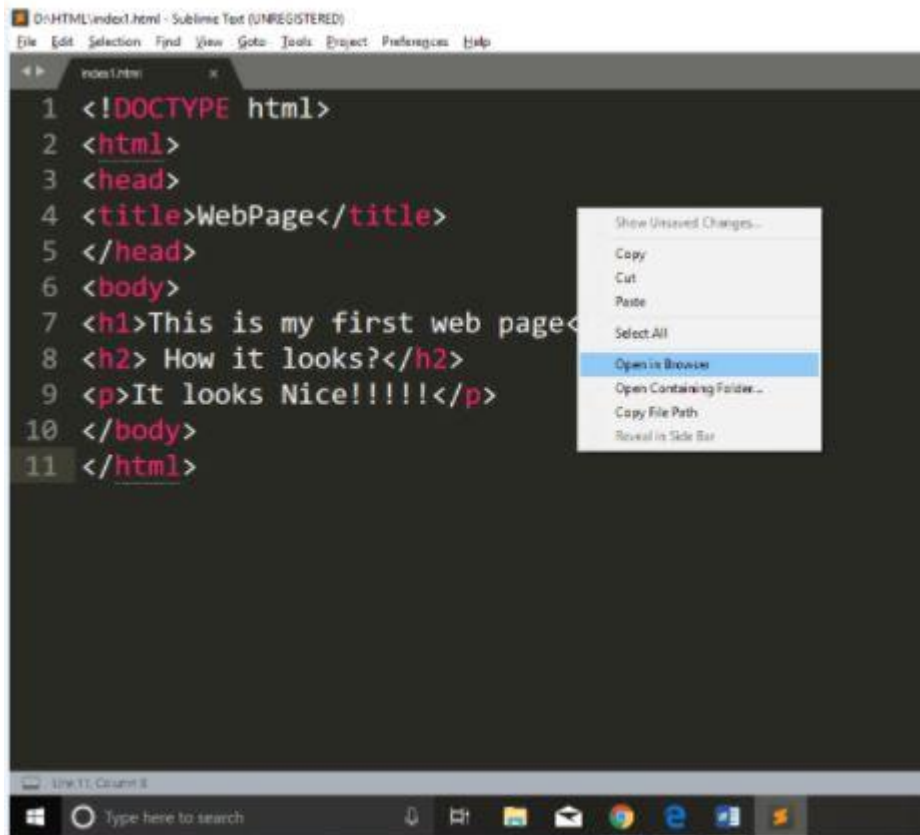 D:\HTML\index1.html - Sublime Text (UNREGISTERED)
File Edit Selection Find View Goto Tools Project Preferences Help
index1.html ×
1 <!DOCTYPE html>
2 <html>
3 <head>
4 <title>WebPage</title>
5 </head>
6 <body>
7 <h1>This is my first web page<
8 <h2> How it looks?</h2>
9 <p>It looks Nice!!!!!</p>
10 </body>
11 </html>
Show Unsaved Changes...
Copy
Cut
Paste
Select All
Open in Browser
Open Containing Folder...
Copy File Path
Reveal in Side Bar
Line 11, Column 8
Type here to search